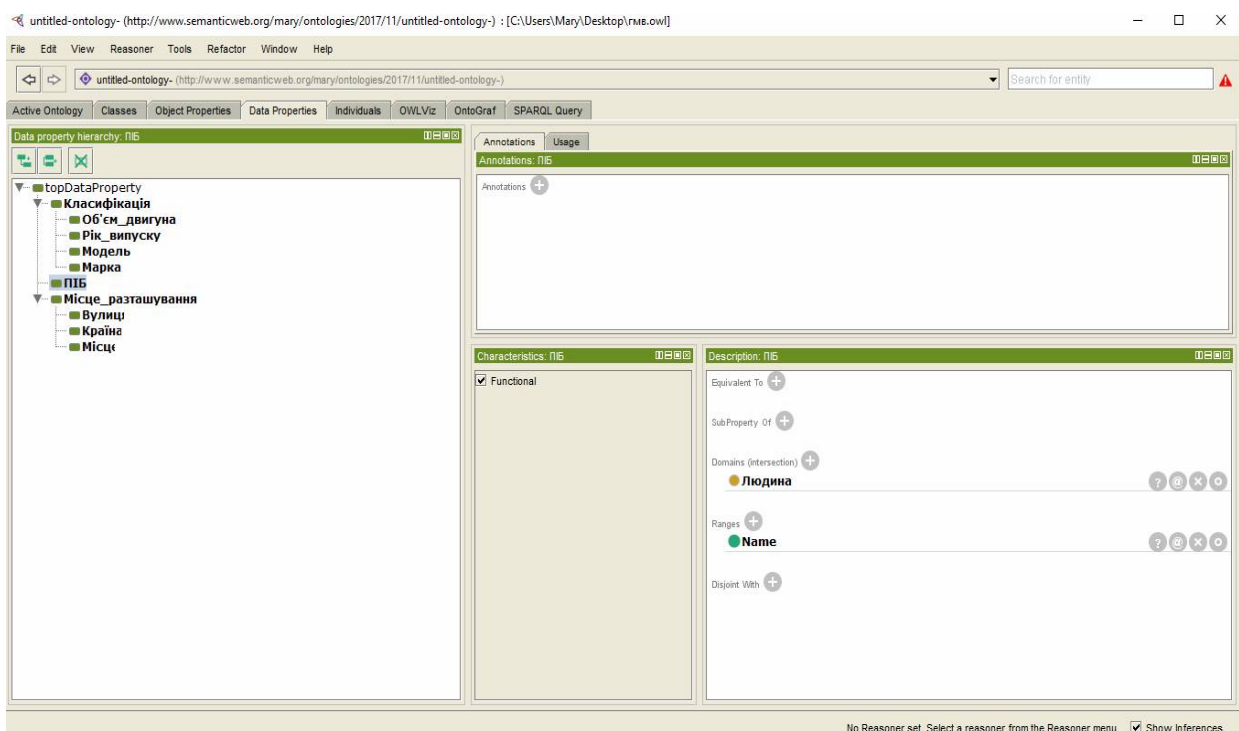 untitled-ontology- (http://www.semanticweb.org/mary/ontologies/2017/11/untitled-ontology-) : [C:\Users\Mary\Desktop\гмв.owl]
File Edit View Reasoner Tools Refactor Window Help
untitled-ontology- (http://www.semanticweb.org/mary/ontologies/2017/11/untitled-ontology-)
Search for entity
Active Ontology Classes Object Properties Data Properties Individuals OWLViz OntoGraf SPARQL Query
Data property hierarchy: ПІБ
topDataProperty
Класифікація
Об'єм_двигуна
Рік_випуску
Модель
Марка
ПІБ
Місце_разташування
Вулиця
Країна
Місце
Annotations Usage
Annotations: ПІБ
Annotations
Characteristics: ПІБ
Functional
Description: ПІБ
Equivalent To
SubProperty Of
Domains (intersection)
Людина
Ranges
Name
Disjoint With
No Reasoner set. Select a reasoner from the Reasoner menu Show Inferences